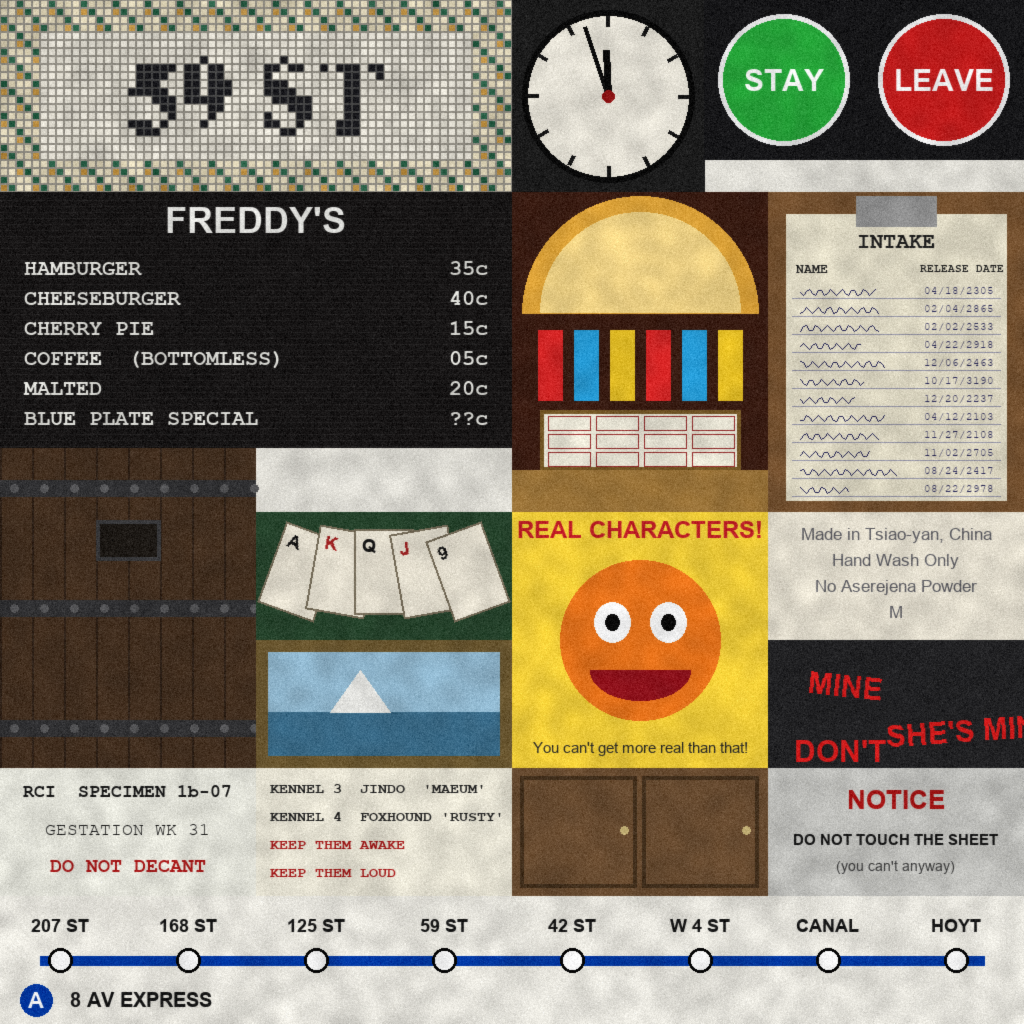 59 ST
STAY
LEAVE
FREDDY'S
HAMBURGER 35c
CHEESEBURGER 40c
CHERRY PIE 15c
COFFEE (BOTTOMLESS) 05c
MALTED 20c
BLUE PLATE SPECIAL ??c
INTAKE
NAME RELEASE DATE
04/18/2305
02/04/2865
02/02/2533
04/22/2918
12/06/2463
10/17/3190
12/20/2237
04/12/2103
11/27/2108
11/02/2705
08/24/2417
08/22/2978
A K Q J 9
REAL CHARACTERS!
You can't get more real than that!
Made in Tsiao-yan, China
Hand Wash Only
No Aserejena Powder
M
MINE
SHE'S MIN
DON'T
RCI SPECIMEN 1b-07
GESTATION WK 31
DO NOT DECANT
KENNEL 3 JINDO 'MAEUM'
KENNEL 4 FOXHOUND 'RUSTY'
KEEP THEM AWAKE
KEEP THEM LOUD
NOTICE
DO NOT TOUCH THE SHEET
(you can't anyway)
207 ST 168 ST 125 ST 59 ST 42 ST W 4 ST CANAL HOYT
A 8 AV EXPRESS